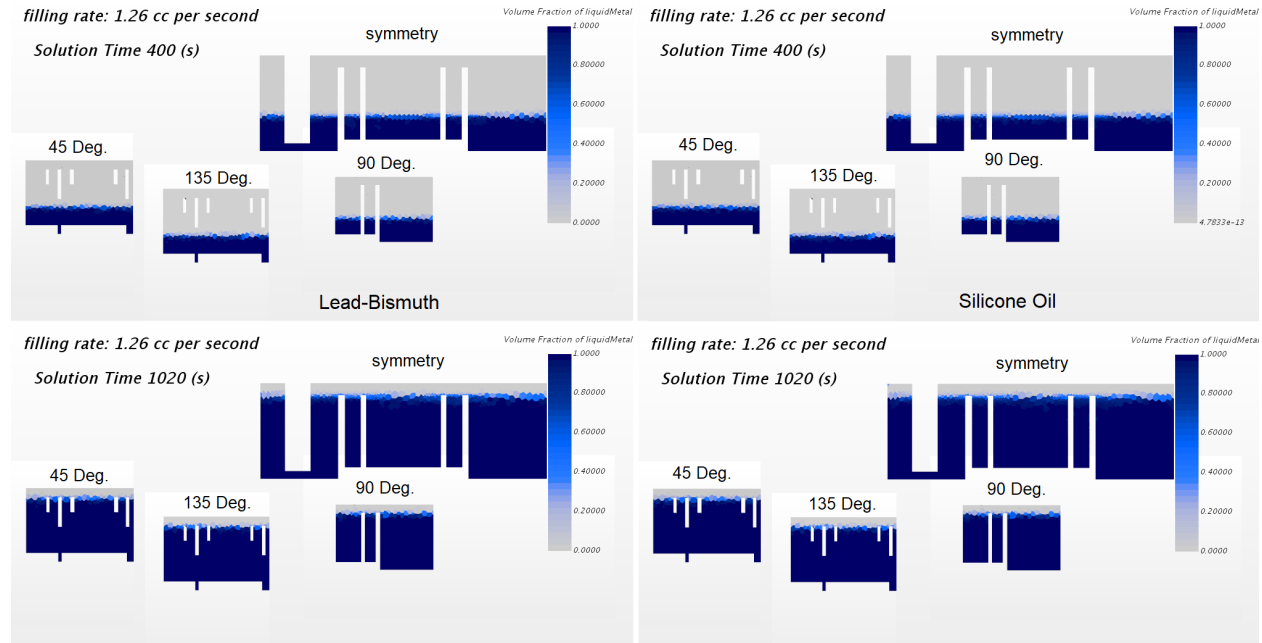 filling rate: 1.26 cc per second
Volume Fraction of liquidMetal
1.0000
symmetry
Solution Time 400 (s)
0.80000
0.60000
45 Deg.
0.40000
90 Deg.
135 Deg.
0.20000
0.0000
Lead-Bismuth
filling rate: 1.26 cc per second
Volume Fraction of liquidMetal
1.0000
symmetry
Solution Time 400 (s)
0.80000
0.60000
45 Deg.
0.40000
90 Deg.
135 Deg.
0.20000
4.7833e-13
Silicone Oil
filling rate: 1.26 cc per second
Volume Fraction of liquidMetal
1.0000
symmetry
Solution Time 1020 (s)
0.80000
0.60000
45 Deg.
0.40000
90 Deg.
135 Deg.
0.20000
0.0000
filling rate: 1.26 cc per second
Volume Fraction of liquidMetal
1.0000
symmetry
Solution Time 1020 (s)
0.80000
0.60000
45 Deg.
0.40000
90 Deg.
135 Deg.
0.20000
0.0000